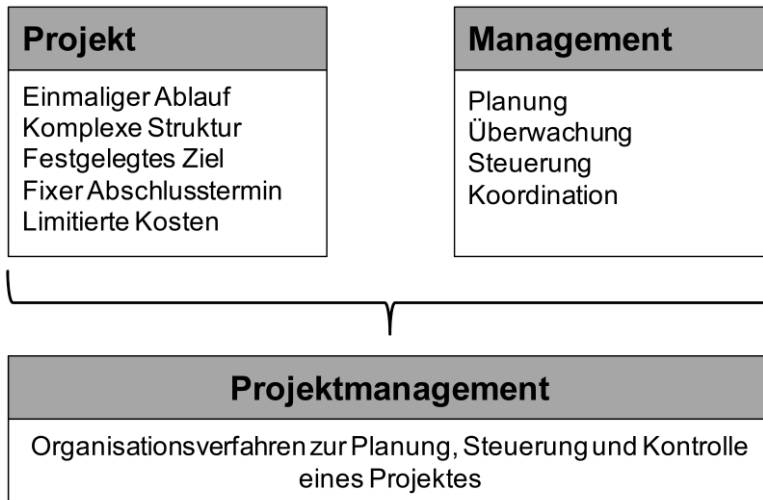 Projekt
Einmaliger Ablauf
Komplexe Struktur
Festgelegtes Ziel
Fixer Abschlusstermin
Limitierte Kosten
Management
Planung
Überwachung
Steuerung
Koordination
Projektmanagement
Organisationsverfahren zur Planung, Steuerung und Kontrolle
eines Projektes